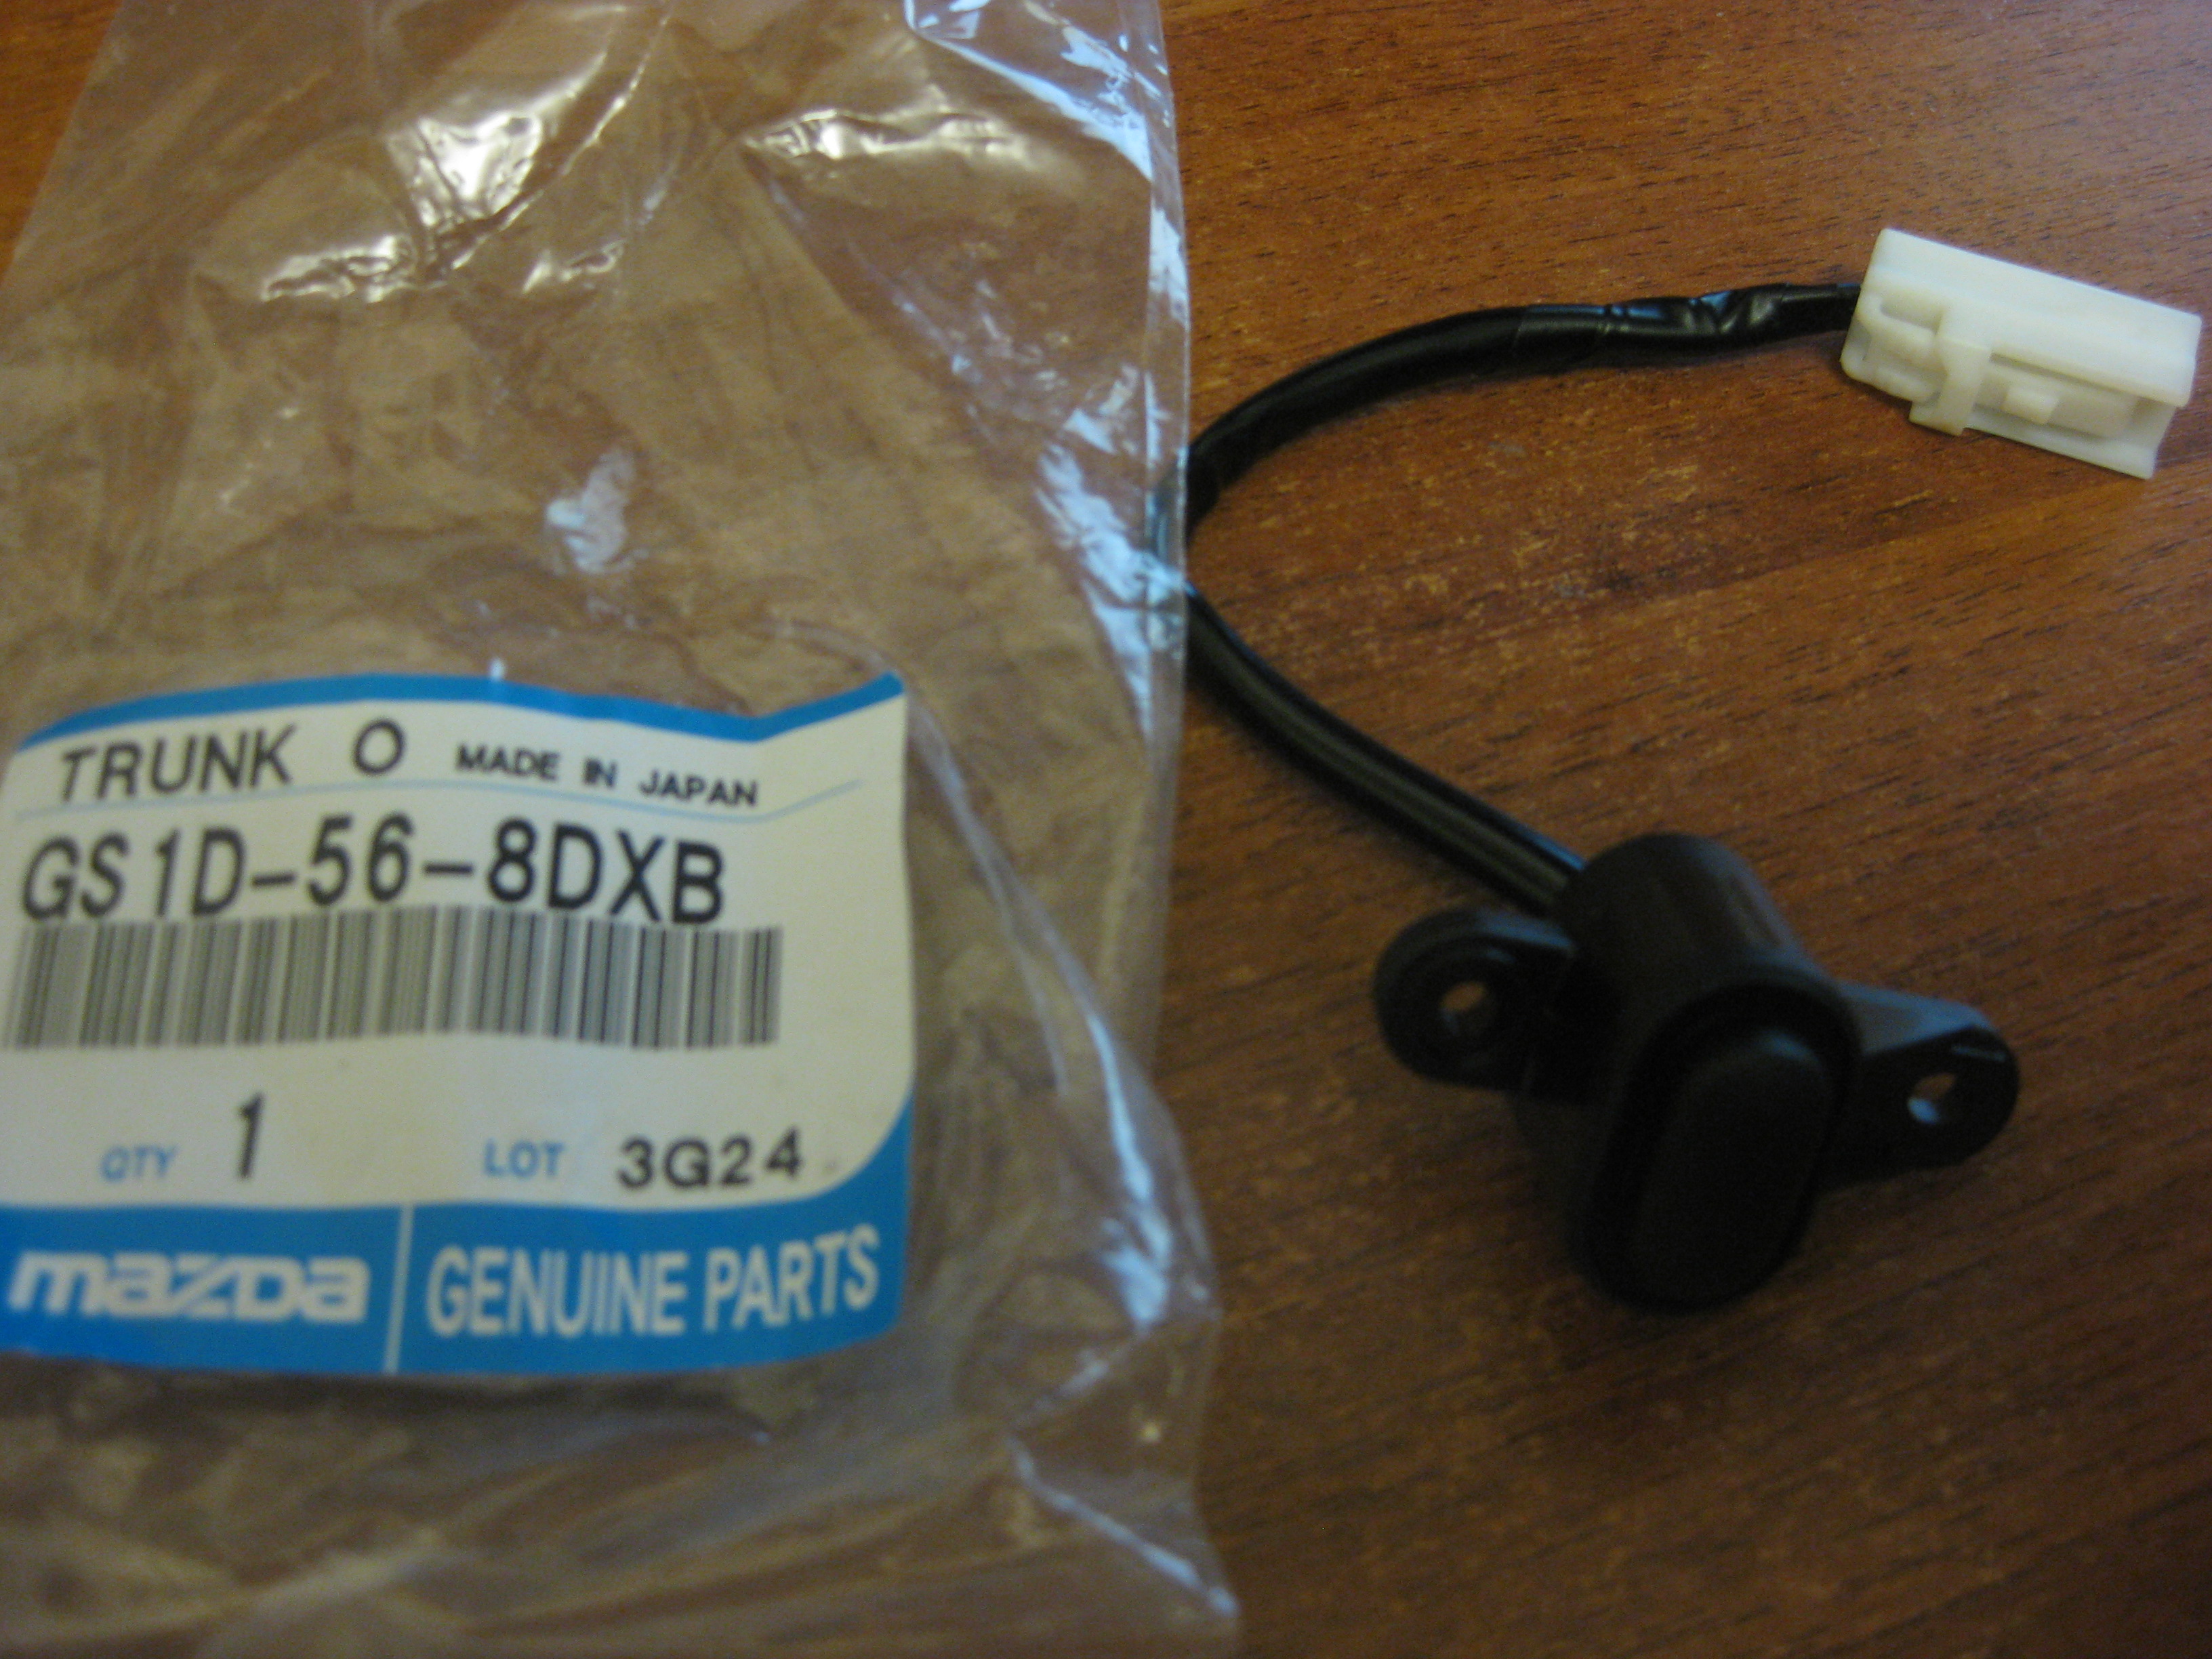 TRUNK O MADE IN JAPAN
GS1D-56-8DXB
QTY 1 LOT 3G24
mazda GENUINE PARTS